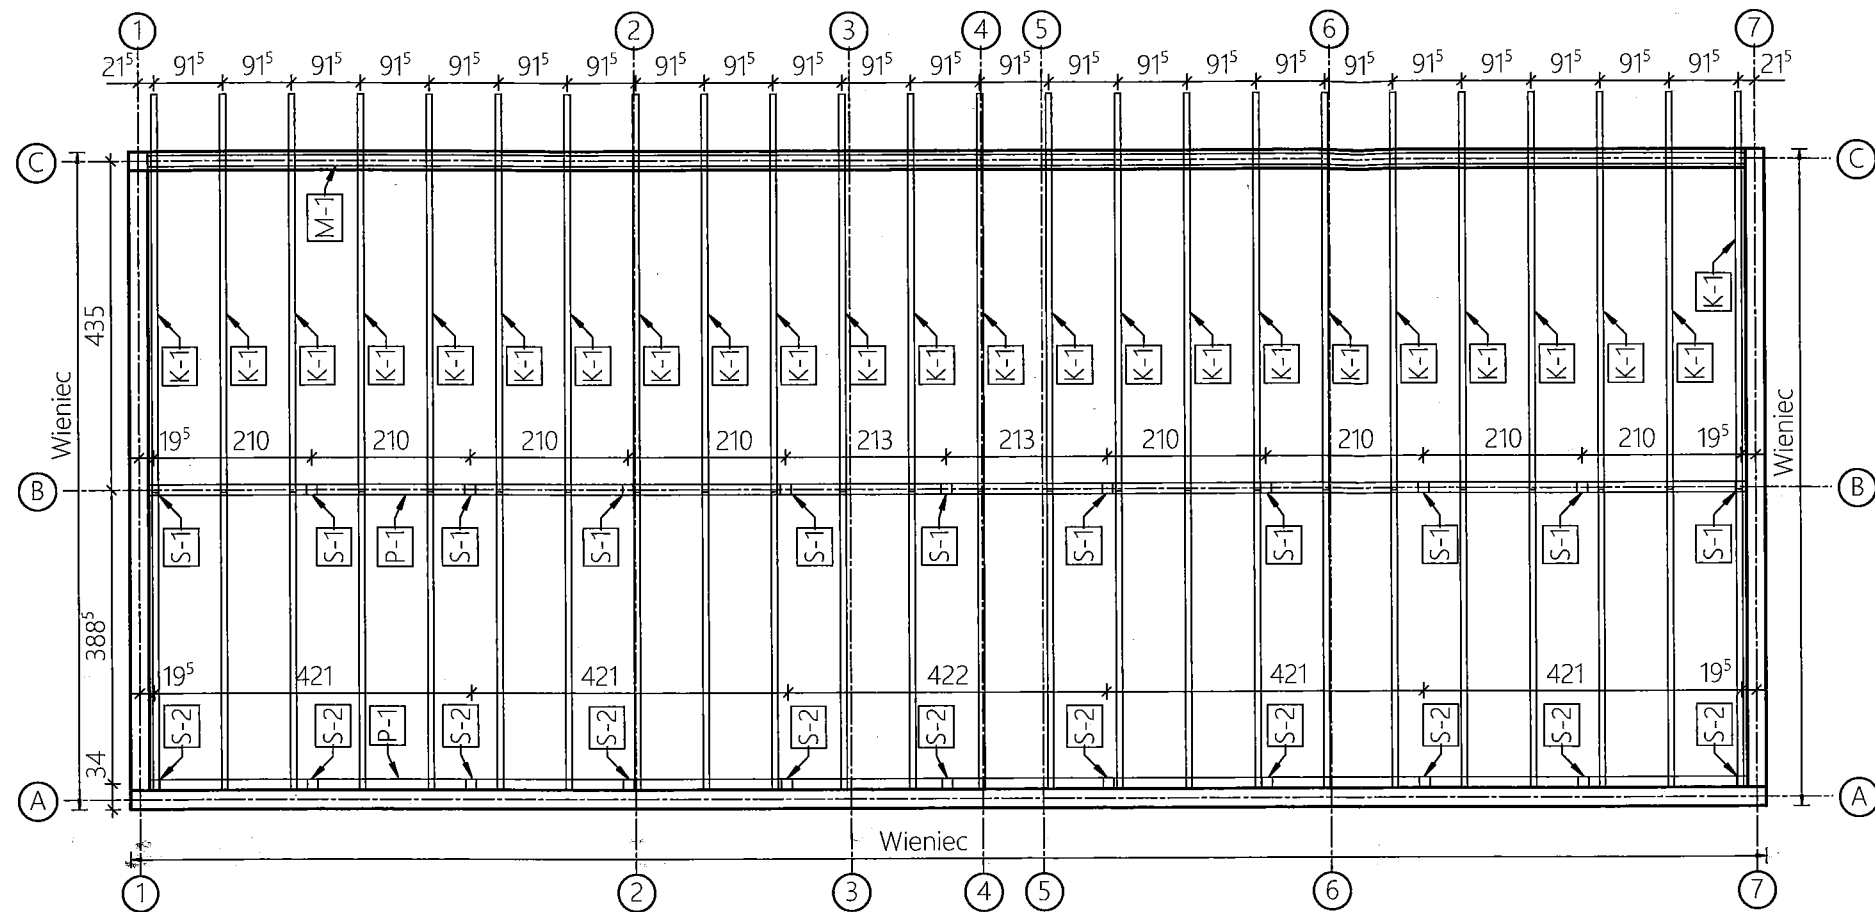 1 2 3 4 5 6 7
21⁵ 91⁵ 91⁵ 91⁵ 91⁵ 91⁵ 91⁵ 91⁵ 91⁵ 91⁵ 91⁵ 91⁵ 91⁵ 91⁵ 91⁵ 91⁵ 91⁵ 91⁵ 91⁵ 91⁵ 91⁵ 91⁵ 91⁵ 91⁵ 21⁵
C C
M-1
K-1
435
K-1 K-1 K-1 K-1 K-1 K-1 K-1 K-1 K-1 K-1 K-1 K-1 K-1 K-1 K-1 K-1 K-1 K-1 K-1 K-1 K-1 K-1 K-1
Wieniec
Wieniec
19⁵ 210 210 210 210 213 213 210 210 210 210 19⁵
B B
S-1 S-1 P-1 S-1 S-1 S-1 S-1 S-1 S-1 S-1 S-1 S-1
388⁵
19⁵ 421 421 422 421 421 19⁵
S-2 S-2 P-1 S-2 S-2 S-2 S-2 S-2 S-2 S-2 S-2 S-2
34
A A
Wieniec
1 2 3 4 5 6 7